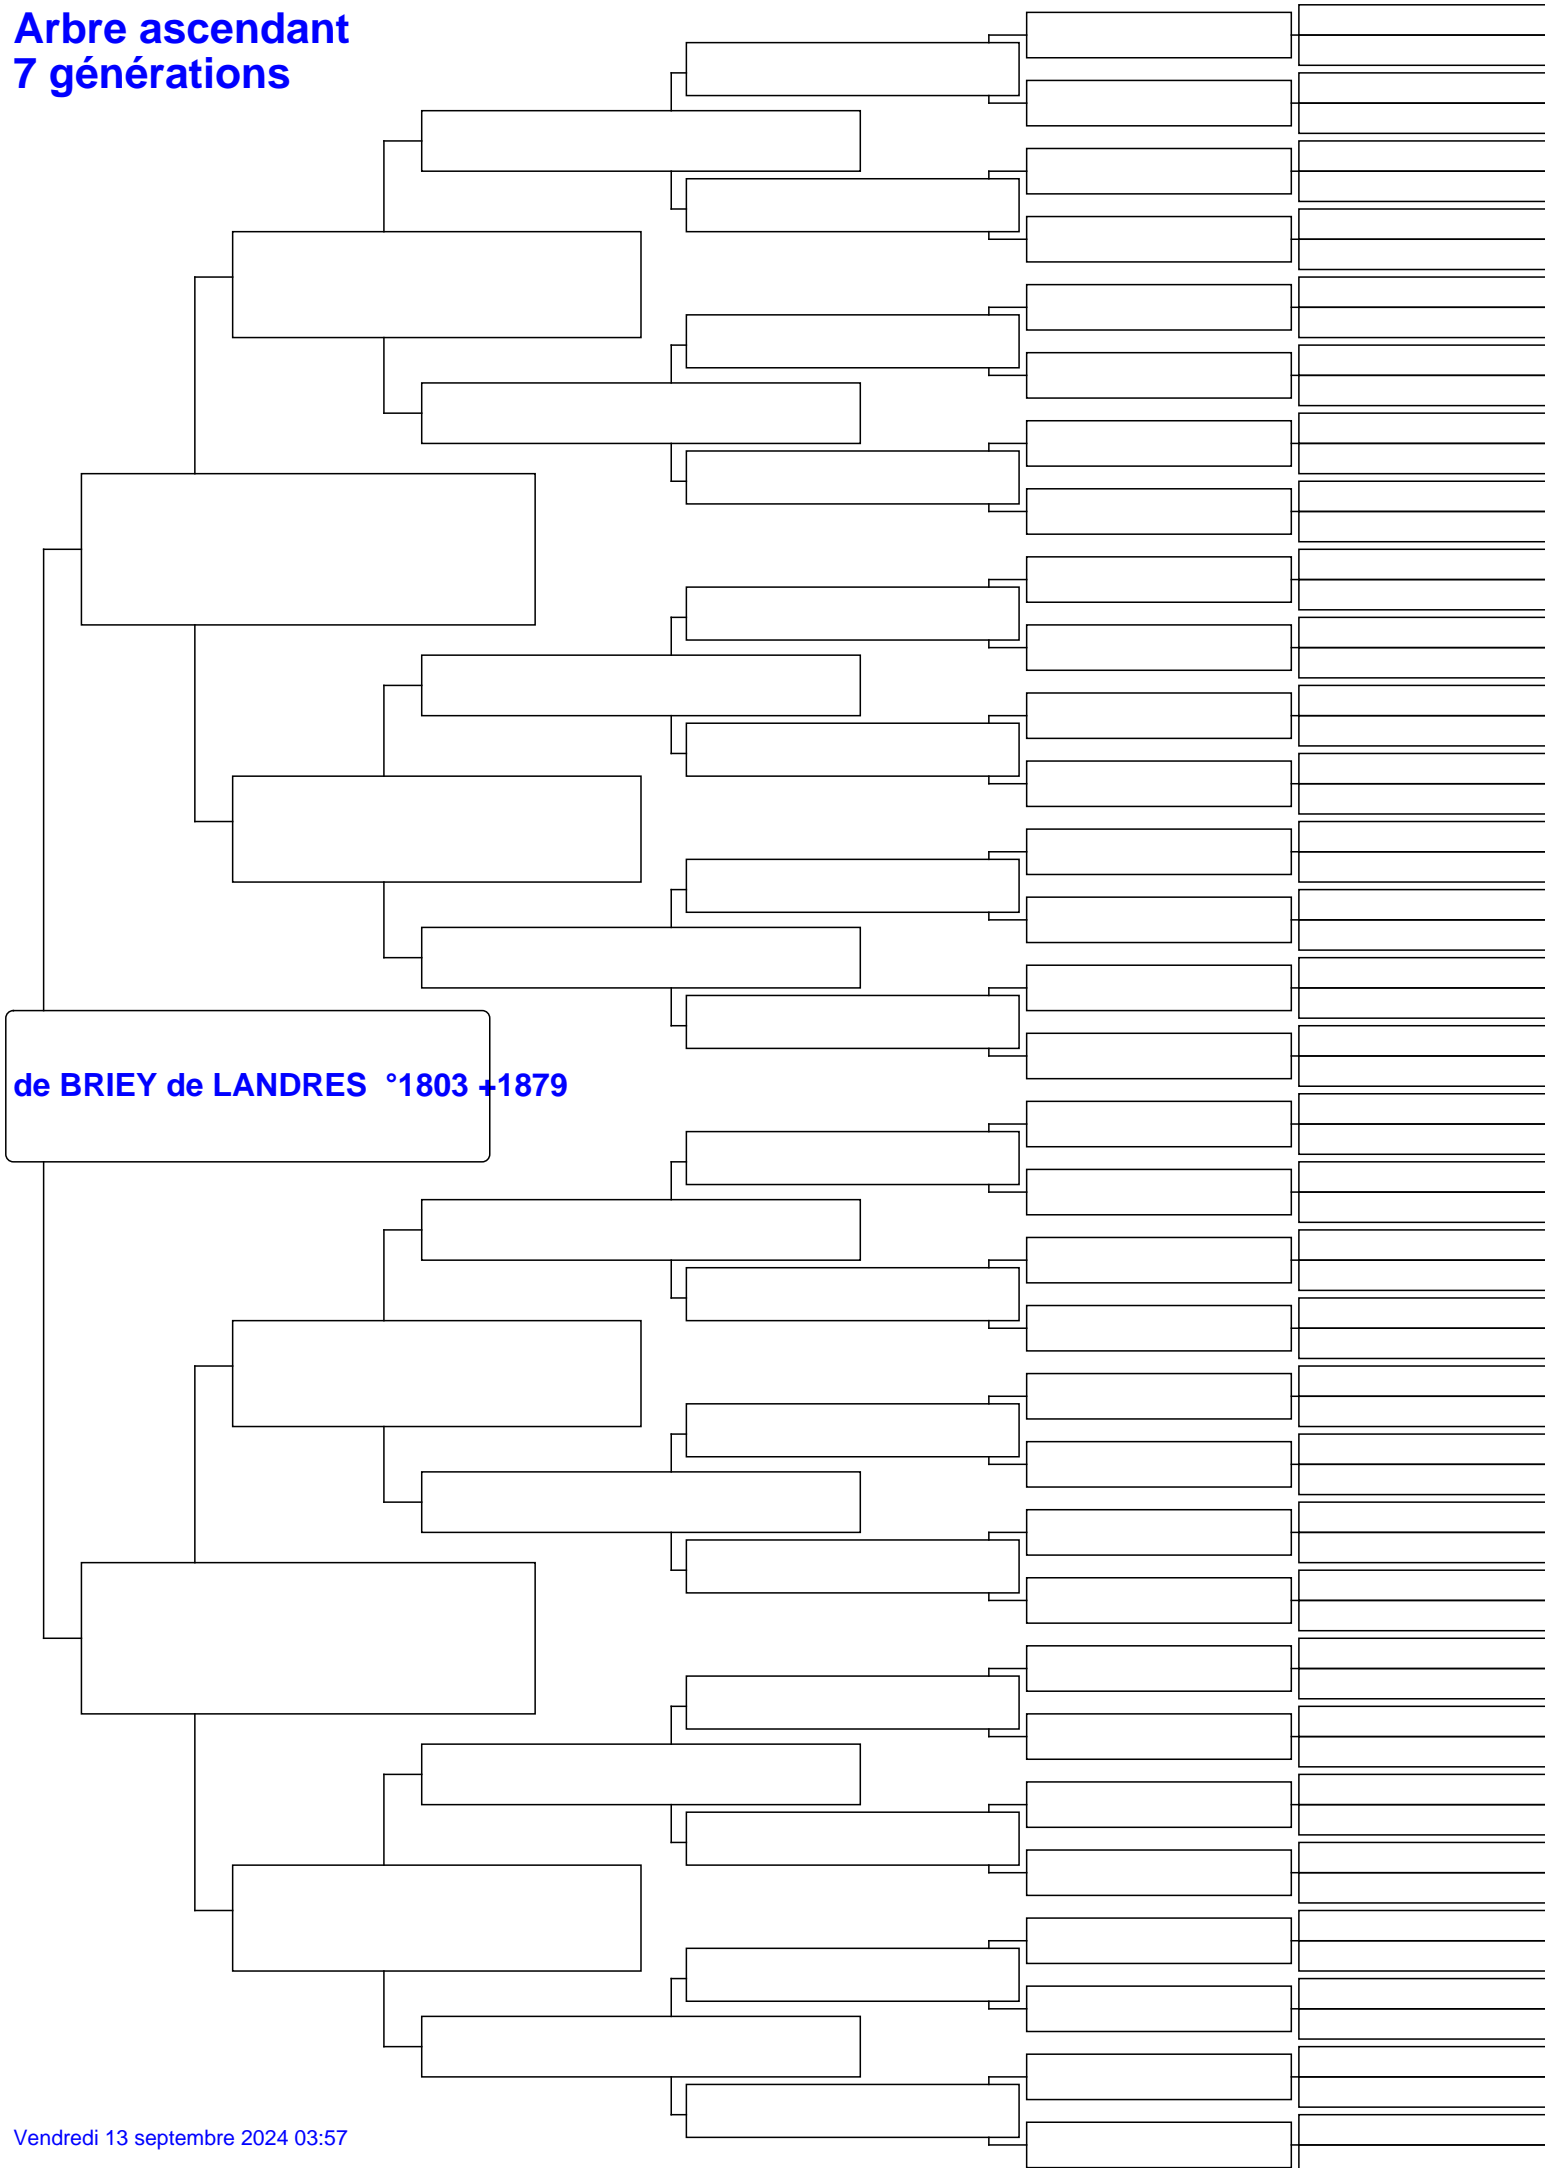 Arbre ascendant
7 générations
de BRIEY de LANDRES  °1803 +1879
Vendredi 13 septembre 2024 03:57